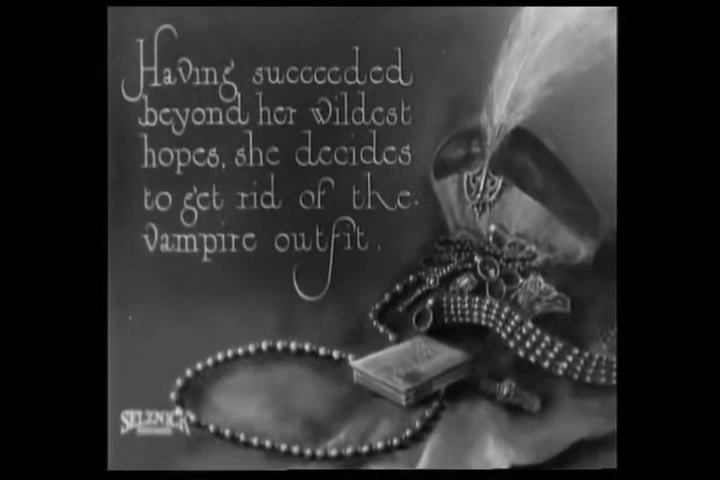 Having succeeded
beyond her wildest
hopes, she decides
to get rid of the
vampire outfit.
SELZNICK